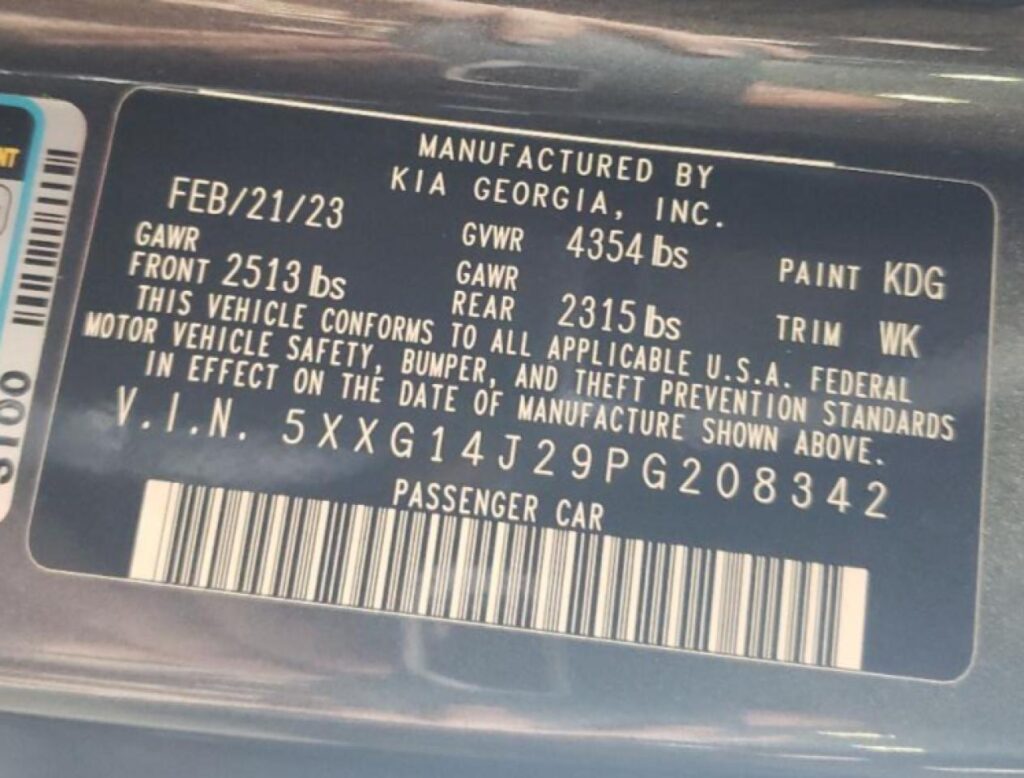 MANUFACTURED BY
KIA GEORGIA, INC.
FEB/21/23
GVWR 4354 lbs
GAWR
FRONT 2513 lbs
GAWR
REAR 2315 lbs
PAINT KDG
TRIM WK
THIS VEHICLE CONFORMS TO ALL APPLICABLE U.S.A. FEDERAL
MOTOR VEHICLE SAFETY, BUMPER, AND THEFT PREVENTION STANDARDS
IN EFFECT ON THE DATE OF MANUFACTURE SHOWN ABOVE.
V.I.N. 5XXG14J29PG208342
PASSENGER CAR